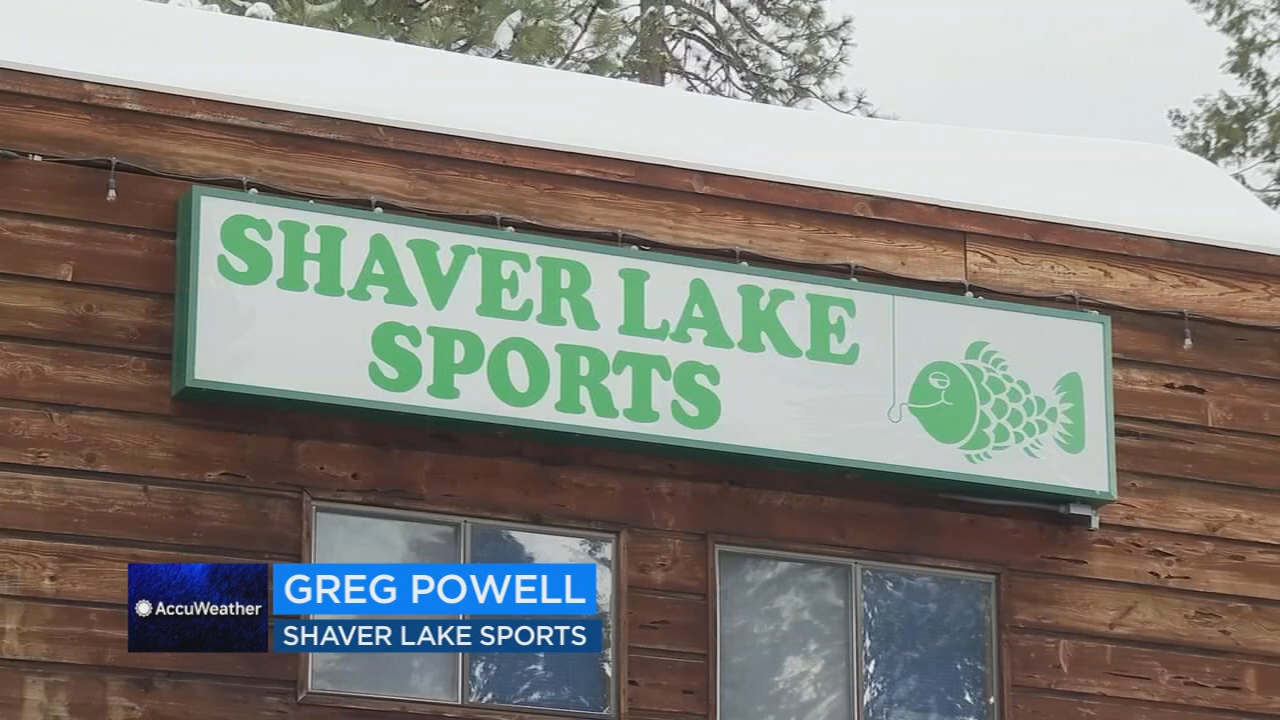 SHAVER LAKE
SPORTS
AccuWeather
GREG POWELL
SHAVER LAKE SPORTS